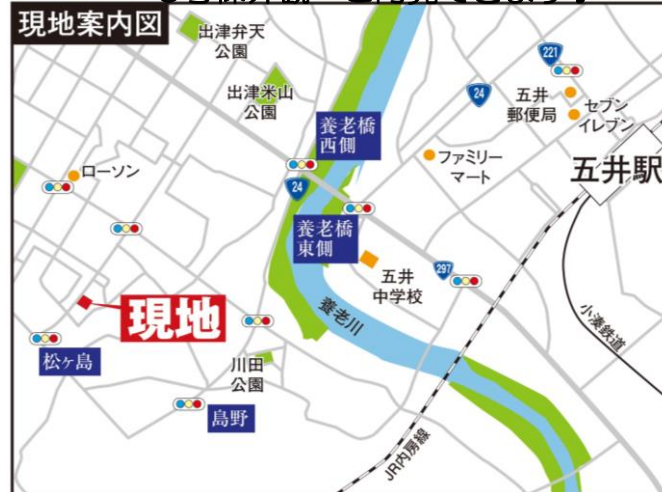 現地案内図
出津弁天
公園
出津米山
公園
養老橋
西側
221
24
五井
郵便局
セブン
イレブン
ファミリー
マート
五井駅
ローソン
24
養老橋
東側
五井
中学校
297
小湊鉄道
現地
養老川
松ヶ島
川田
公園
島野
JR内房線